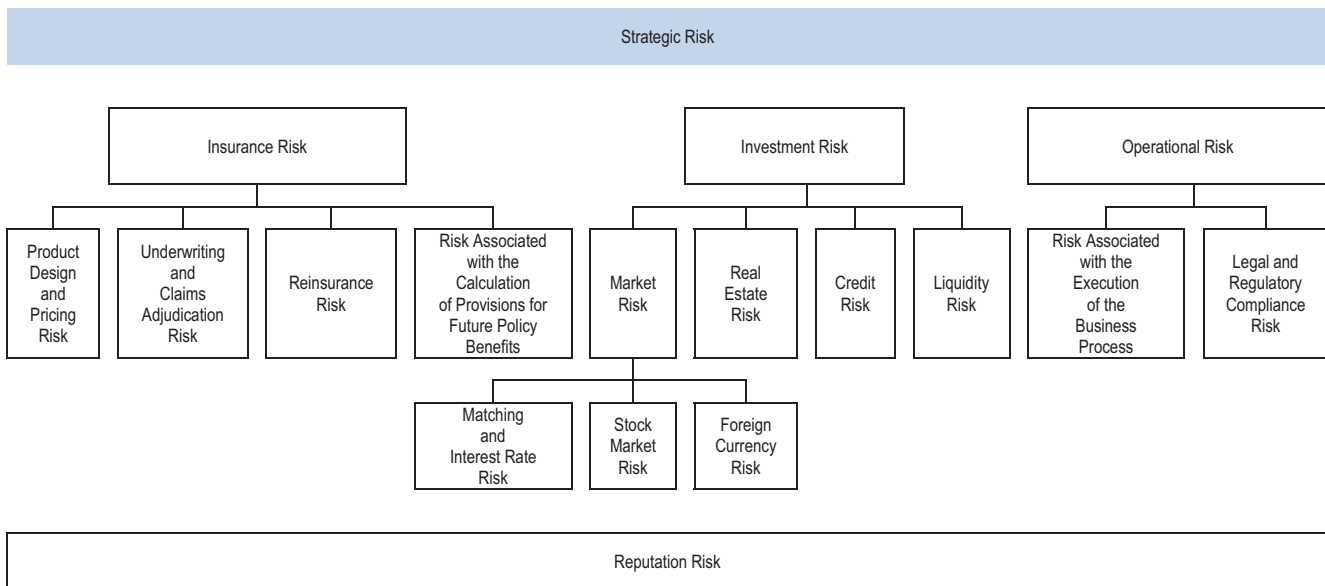 Strategic Risk
Insurance Risk
Investment Risk
Operational Risk
Product
Design
and
Pricing
Risk
Underwriting
and
Claims
Adjudication
Risk
Reinsurance
Risk
Risk Associated
with the
Calculation
of Provisions for
Future Policy
Benefits
Market
Risk
Real
Estate
Risk
Credit
Risk
Liquidity
Risk
Risk Associated
with the
Execution
of the
Business
Process
Legal and
Regulatory
Compliance
Risk
Matching
and
Interest Rate
Risk
Stock
Market
Risk
Foreign
Currency
Risk
Reputation Risk